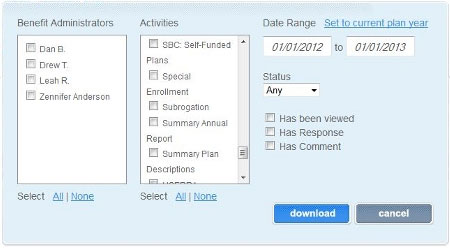 Benefit Administrators
Dan B.
Drew T.
Leah R.
Zennifer Anderson
Select All | None
Activities
SBC: Self-Funded
Plans
Special
Enrollment
Subrogation
Summary Annual
Report
Summary Plan
Descriptions
Select All | None
Date Range Set to current plan year
01/01/2012 to 01/01/2013
Status
Any
Has been viewed
Has Response
Has Comment
download cancel